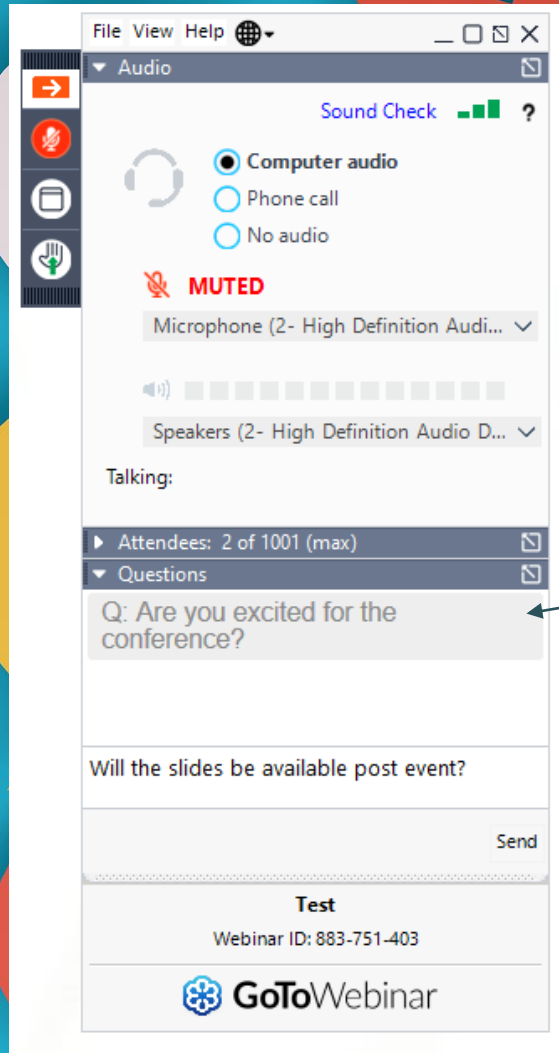 File View Help
Audio
Sound Check ?
Computer audio
Phone call
No audio
MUTED
Microphone (2- High Definition Audi...
Speakers (2- High Definition Audio D...
Talking:
Attendees: 2 of 1001 (max)
Questions
Q: Are you excited for the
conference?
Will the slides be available post event?
Send
Test
Webinar ID: 883-751-403
GoToWebinar